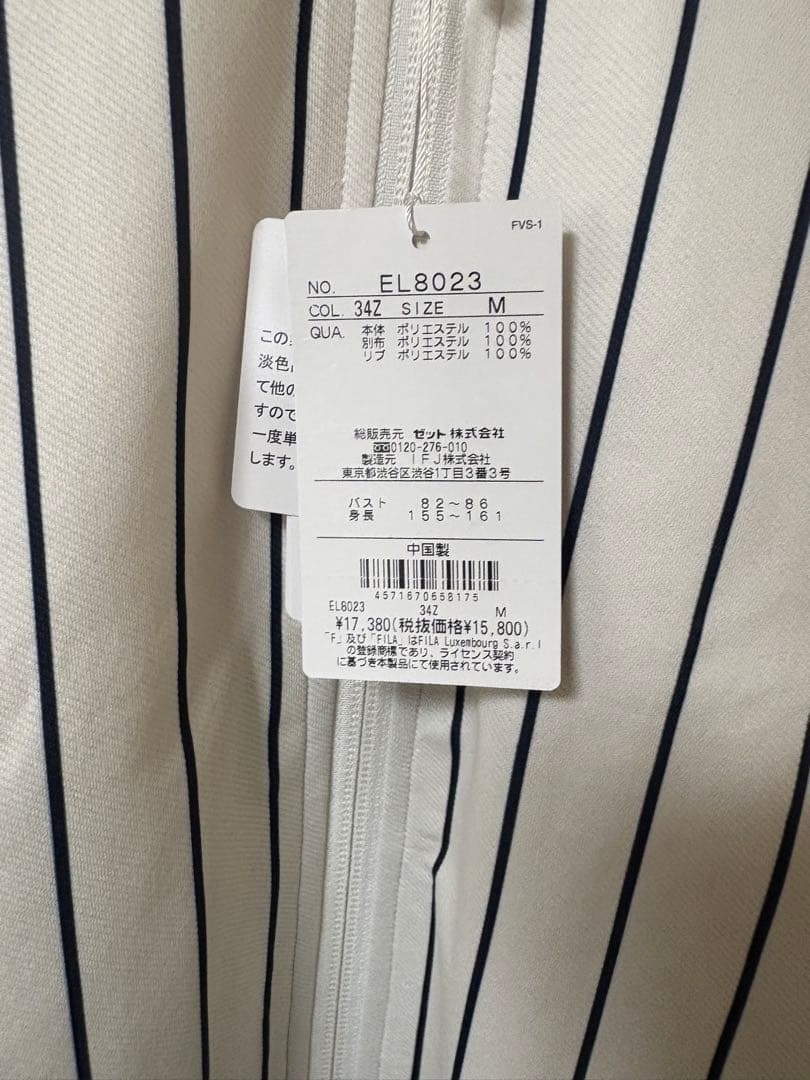 FVS-1
NO. EL8023
COL. 34Z SIZE M
QUA. 本体 ポリエステル 100%
別布 ポリエステル 100%
リブ ポリエステル 100%
総販売元 ゼット株式会社
0120-276-010
製造元 IFJ株式会社
東京都渋谷区渋谷1丁目3番3号
バスト 82～86
身長 155～161
中国製
4571670658175
EL8023 34Z M
¥17,380(税抜価格¥15,800)
「F」及び「FILA」はFILA Luxembourg S.a.r.l
の登録商標であり、ライセンス契約
に基づき本製品にて使用されています。
この
淡色
て他の
すので
一度単
します。